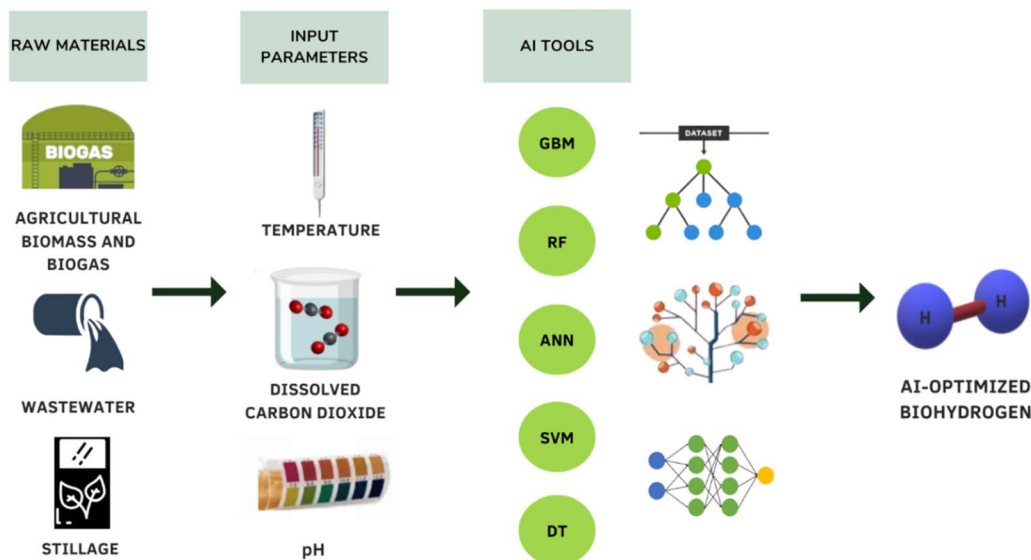 RAW MATERIALS
INPUT
PARAMETERS
AI TOOLS
BIOGAS
AGRICULTURAL
BIOMASS AND
BIOGAS
WASTEWATER
STILLAGE
TEMPERATURE
DISSOLVED
CARBON DIOXIDE
pH
GBM
RF
ANN
SVM
DT
DATASET
H
H
AI-OPTIMIZED
BIOHYDROGEN